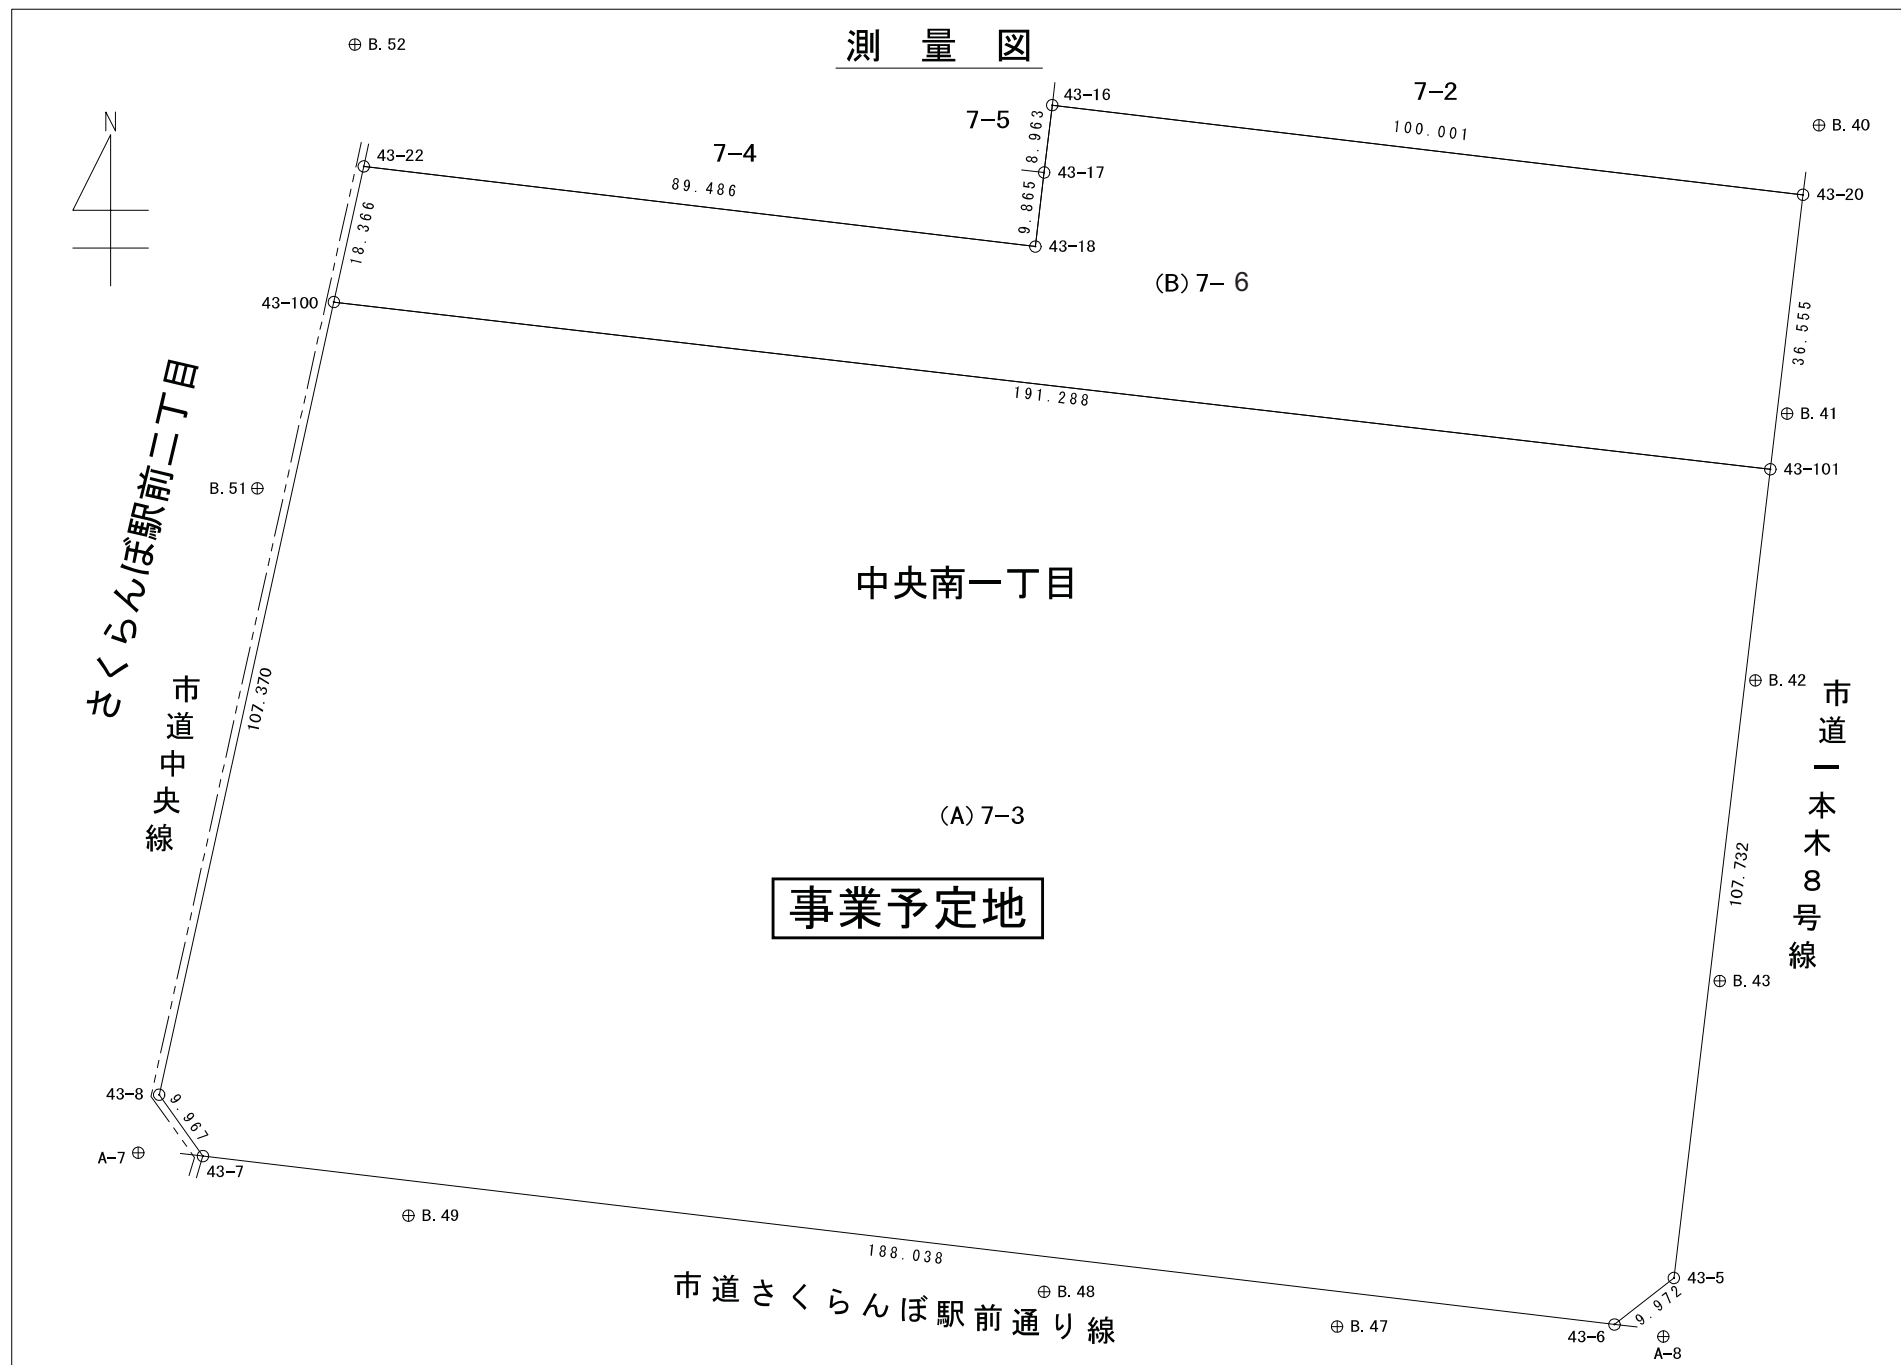 測 量 図
B. 52
N
43-16
7-2
7-5
8.963
100.001
B. 40
43-22
7-4
43-17
89.486
9.865
43-20
18.366
43-18
(B) 7- 6
43-100
36.555
191.288
B. 41
43-101
さくらんぼ駅前二丁目
B. 51
中央南一丁目
107.370
市道中央線
B. 42
市道一本木8号線
(A) 7-3
107.732
事業予定地
B. 43
43-8
9.967
A-7
43-7
B. 49
188.038
43-5
市道さくらんぼ駅前通り線
B. 48
9.972
B. 47
43-6
A-8